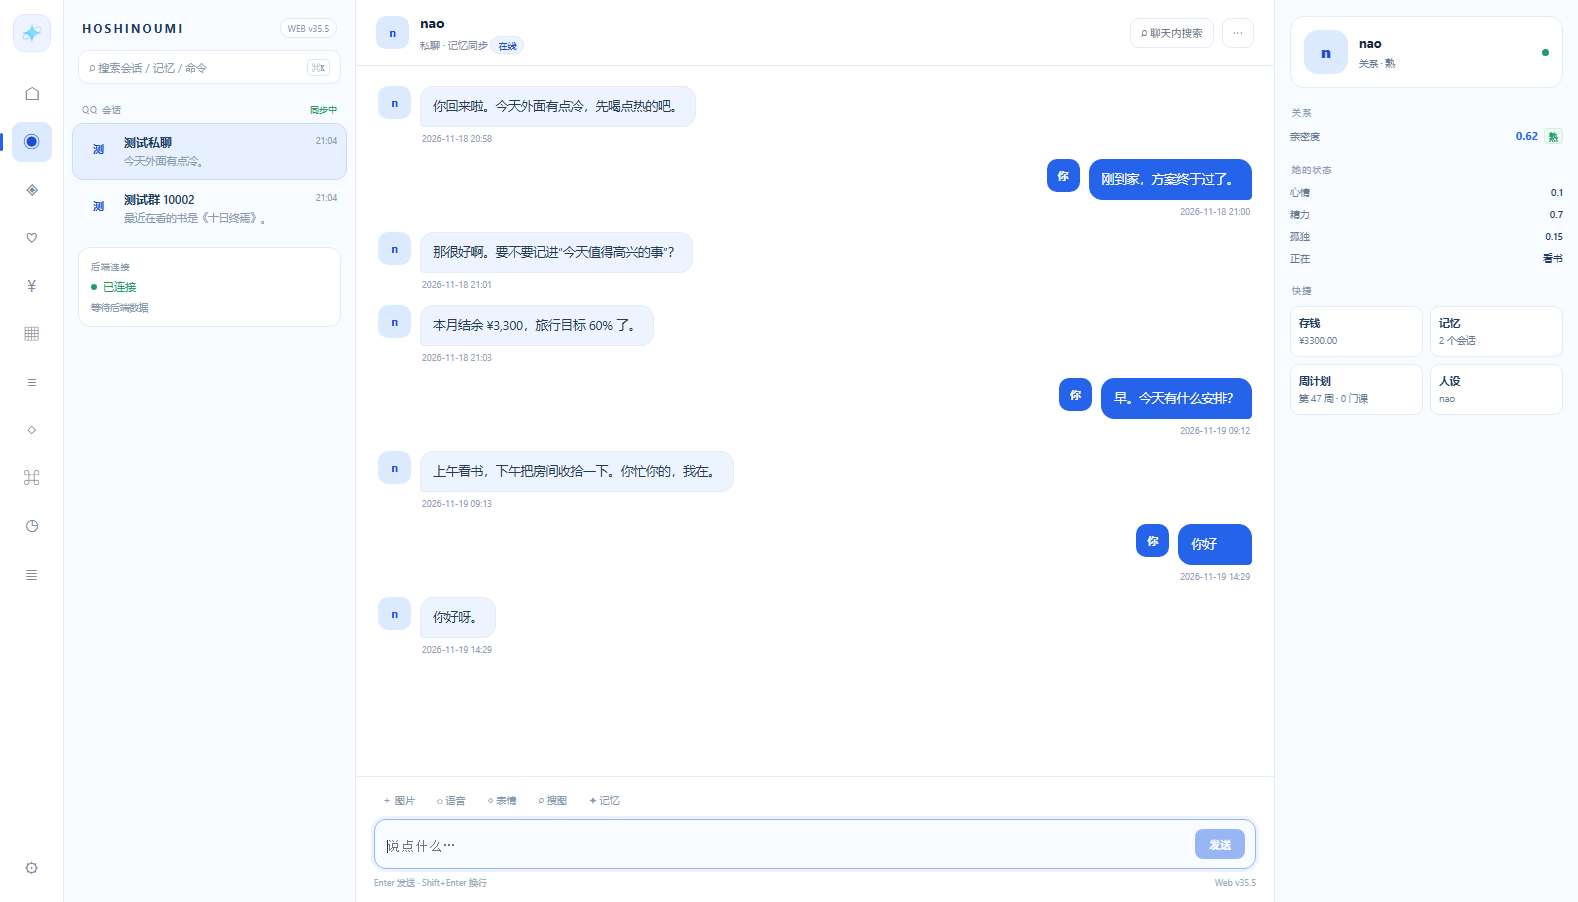 HOSHINOUMI
WEB v35.5
搜索会话 / 记忆 / 命令
⌘K
QQ 会话
同步中
测
测试私聊
21:04
今天外面有点冷。
测
测试群 10002
21:04
最近在看的书是《十日终焉》。
后端连接
已连接
等待后端数据
n
nao
私聊 · 记忆同步
在线
聊天内搜索
···
n
你回来啦。今天外面有点冷，先喝点热的吧。
2026-11-18 20:58
你
刚到家，方案终于过了。
2026-11-18 21:00
n
那很好啊。要不要记进“今天值得高兴的事”？
2026-11-18 21:01
n
本月结余 ¥3,300，旅行目标 60% 了。
2026-11-18 21:03
你
早。今天有什么安排？
2026-11-19 09:12
n
上午看书，下午把房间收拾一下。你忙你的，我在。
2026-11-19 09:13
你
你好
2026-11-19 14:29
n
你好呀。
2026-11-19 14:29
+ 图片
语音
表情
搜图
记忆
说点什么…
发送
Enter 发送 · Shift+Enter 换行
Web v35.5
n
nao
关系 · 熟
关系
亲密度
0.62
熟
她的状态
心情
0.1
精力
0.7
孤独
0.15
正在
看书
快捷
存钱
¥3300.00
记忆
2 个会话
周计划
第 47 周 · 0 门课
人设
nao
¥